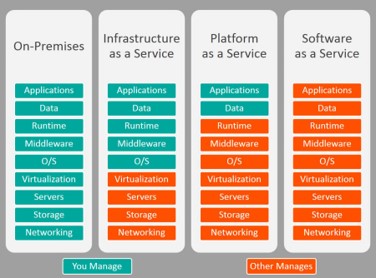 On-Premises
Applications
Data
Runtime
Middleware
O/S
Virtualization
Servers
Storage
Networking
Infrastructure
as a Service
Applications
Data
Runtime
Middleware
O/S
Virtualization
Servers
Storage
Networking
Platform
as a Service
Applications
Data
Runtime
Middleware
O/S
Virtualization
Servers
Storage
Networking
Software
as a Service
Applications
Data
Runtime
Middleware
O/S
Virtualization
Servers
Storage
Networking
You Manage
Other Manages